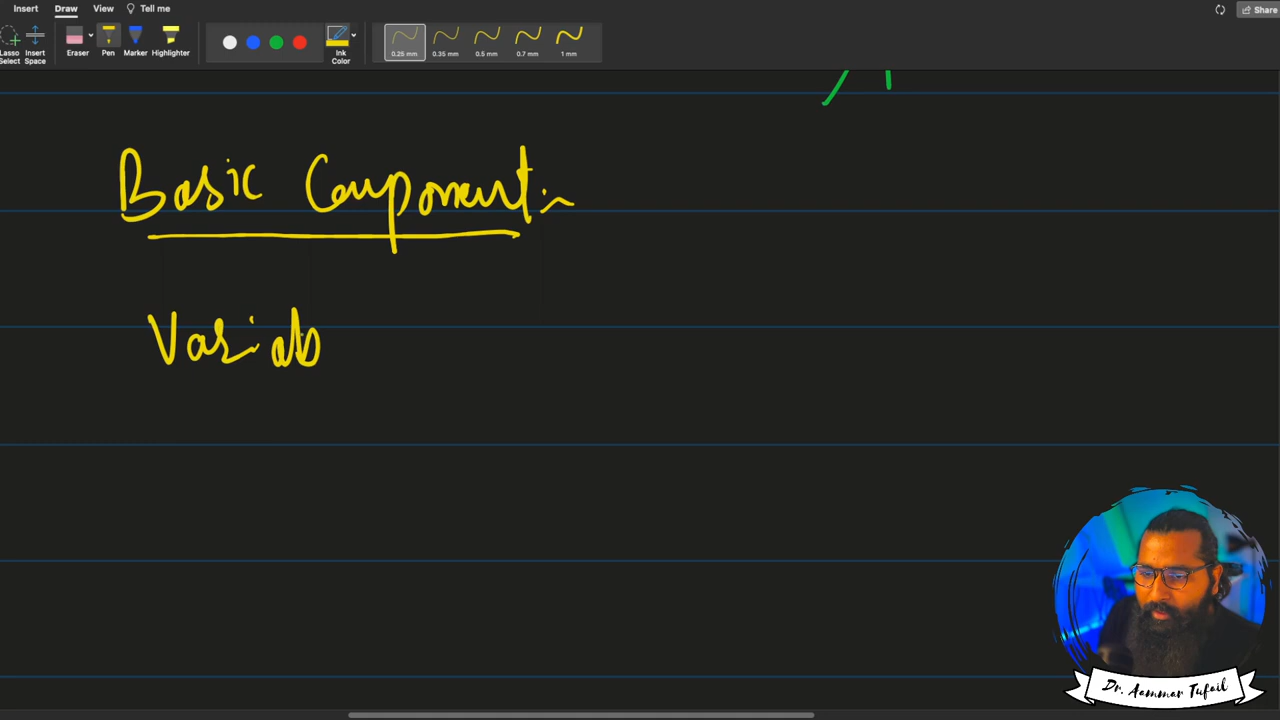 Insert Draw View Tell me Share
Lasso Select Insert Space Eraser Pen Marker Highlighter Ink Color 0.25 mm 0.35 mm 0.5 mm 0.7 mm 1 mm
Basic Component:~
Variab
Dr. Aammar Tufail